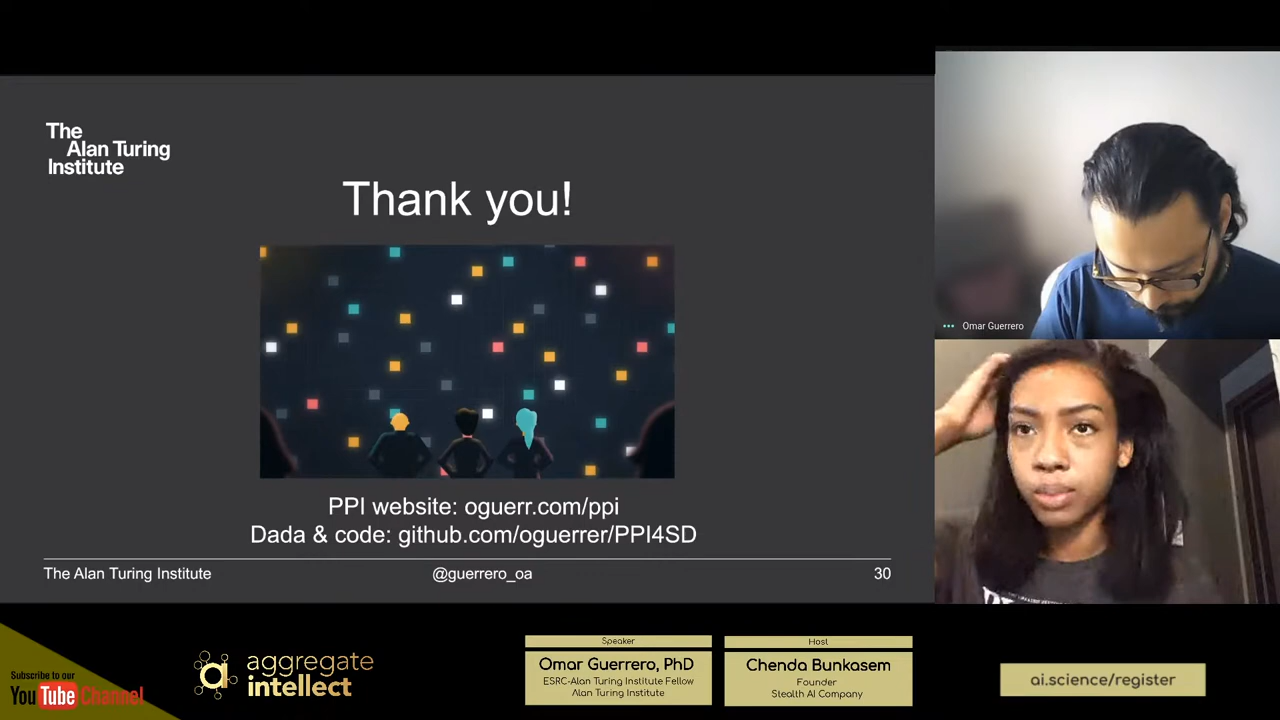 The
Alan Turing
Institute
Thank you!
PPI website: oguerr.com/ppi
Dada & code: github.com/oguerrer/PPI4SD
The Alan Turing Institute
@guerrero_oa
30
Omar Guerrero
Subscribe to our
YouTube Channel
aggregate
intellect
Speaker
Omar Guerrero, PhD
ESRC-Alan Turing Institute Fellow
Alan Turing Institute
Host
Chenda Bunkasem
Founder
Stealth AI Company
ai.science/register